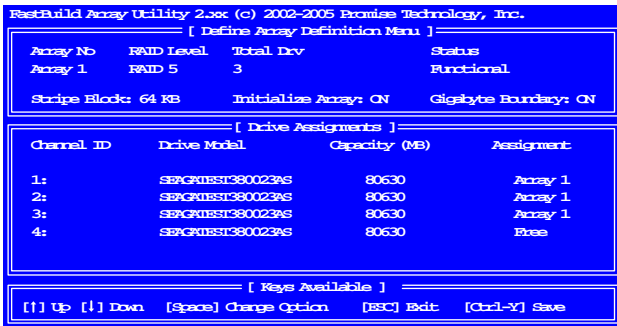 FastBuild Array Utility 2.xx (c) 2002-2005 Promise Technology, Inc.
[ Define Array Definition Menu ]
Array No RAID Level Total Drv Status
Array 1 RAID 5 3 Functional
Stripe Block: 64 KB Initialize Array: ON Gigabyte Boundary: ON
[ Drive Assignments ]
Channel ID Drive Model Capacity (MB) Assignment
1: SEAGATEST380023AS 80630 Array 1
2: SEAGATEST380023AS 80630 Array 1
3: SEAGATEST380023AS 80630 Array 1
4: SEAGATEST380023AS 80630 Free
[ Keys Available ]
[↑] Up [↓] Down [Space] Change Option [ESC] Exit [Ctrl-Y] Save